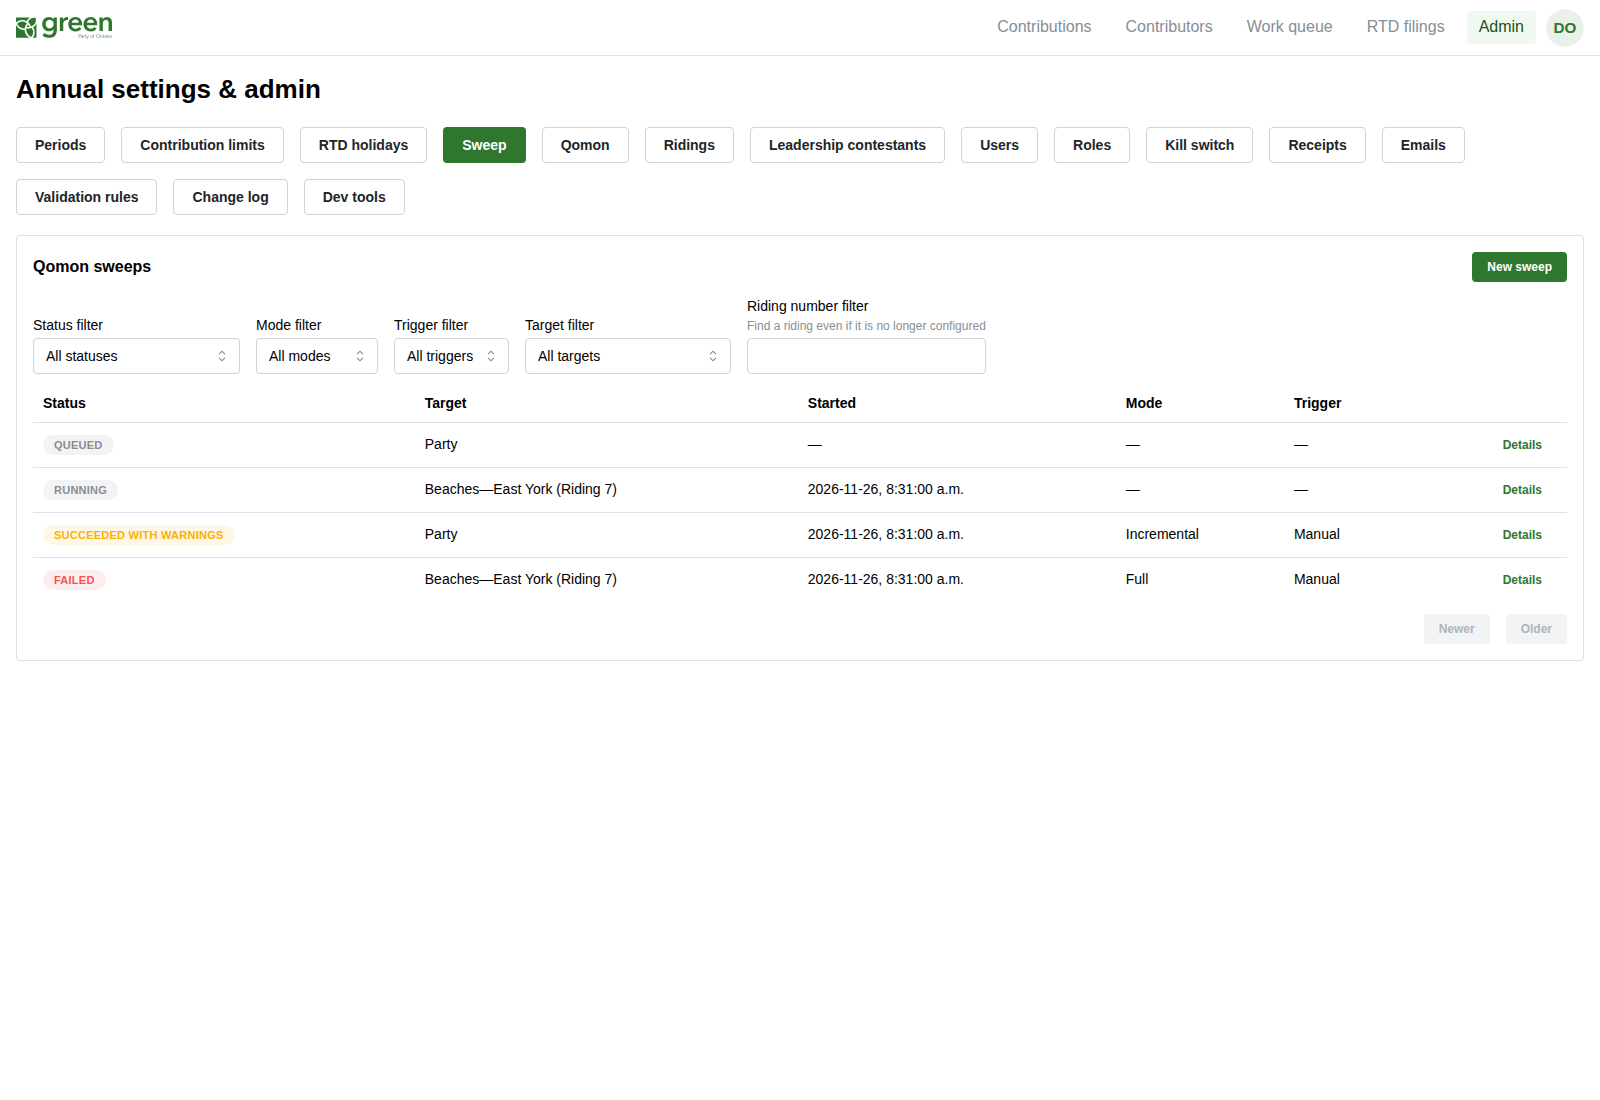 green
Party of Ontario
Contributions
Contributors
Work queue
RTD filings
Admin
DO
Annual settings & admin
Periods
Contribution limits
RTD holidays
Sweep
Qomon
Ridings
Leadership contestants
Users
Roles
Kill switch
Receipts
Emails
Validation rules
Change log
Dev tools
Qomon sweeps
New sweep
Status filter
All statuses
Mode filter
All modes
Trigger filter
All triggers
Target filter
All targets
Riding number filter
Find a riding even if it is no longer configured
Status Target Started Mode Trigger
QUEUED Party — — — Details
RUNNING Beaches—East York (Riding 7) 2026-11-26, 8:31:00 a.m. — — Details
SUCCEEDED WITH WARNINGS Party 2026-11-26, 8:31:00 a.m. Incremental Manual Details
FAILED Beaches—East York (Riding 7) 2026-11-26, 8:31:00 a.m. Full Manual Details
Newer
Older